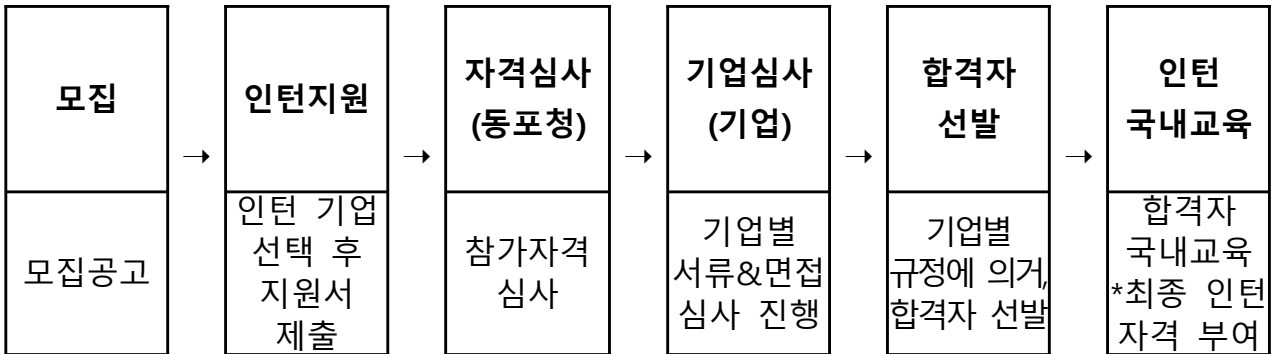 모집
→
인턴지원
→
자격심사
(동포청)
→
기업심사
(기업)
→
합격자
선발
→
인턴
국내교육
모집공고
인턴 기업
선택 후
지원서
제출
참가자격
심사
기업별
서류&면접
심사 진행
기업별
규정에 의거,
합격자 선발
합격자
국내교육
*최종 인턴
자격 부여